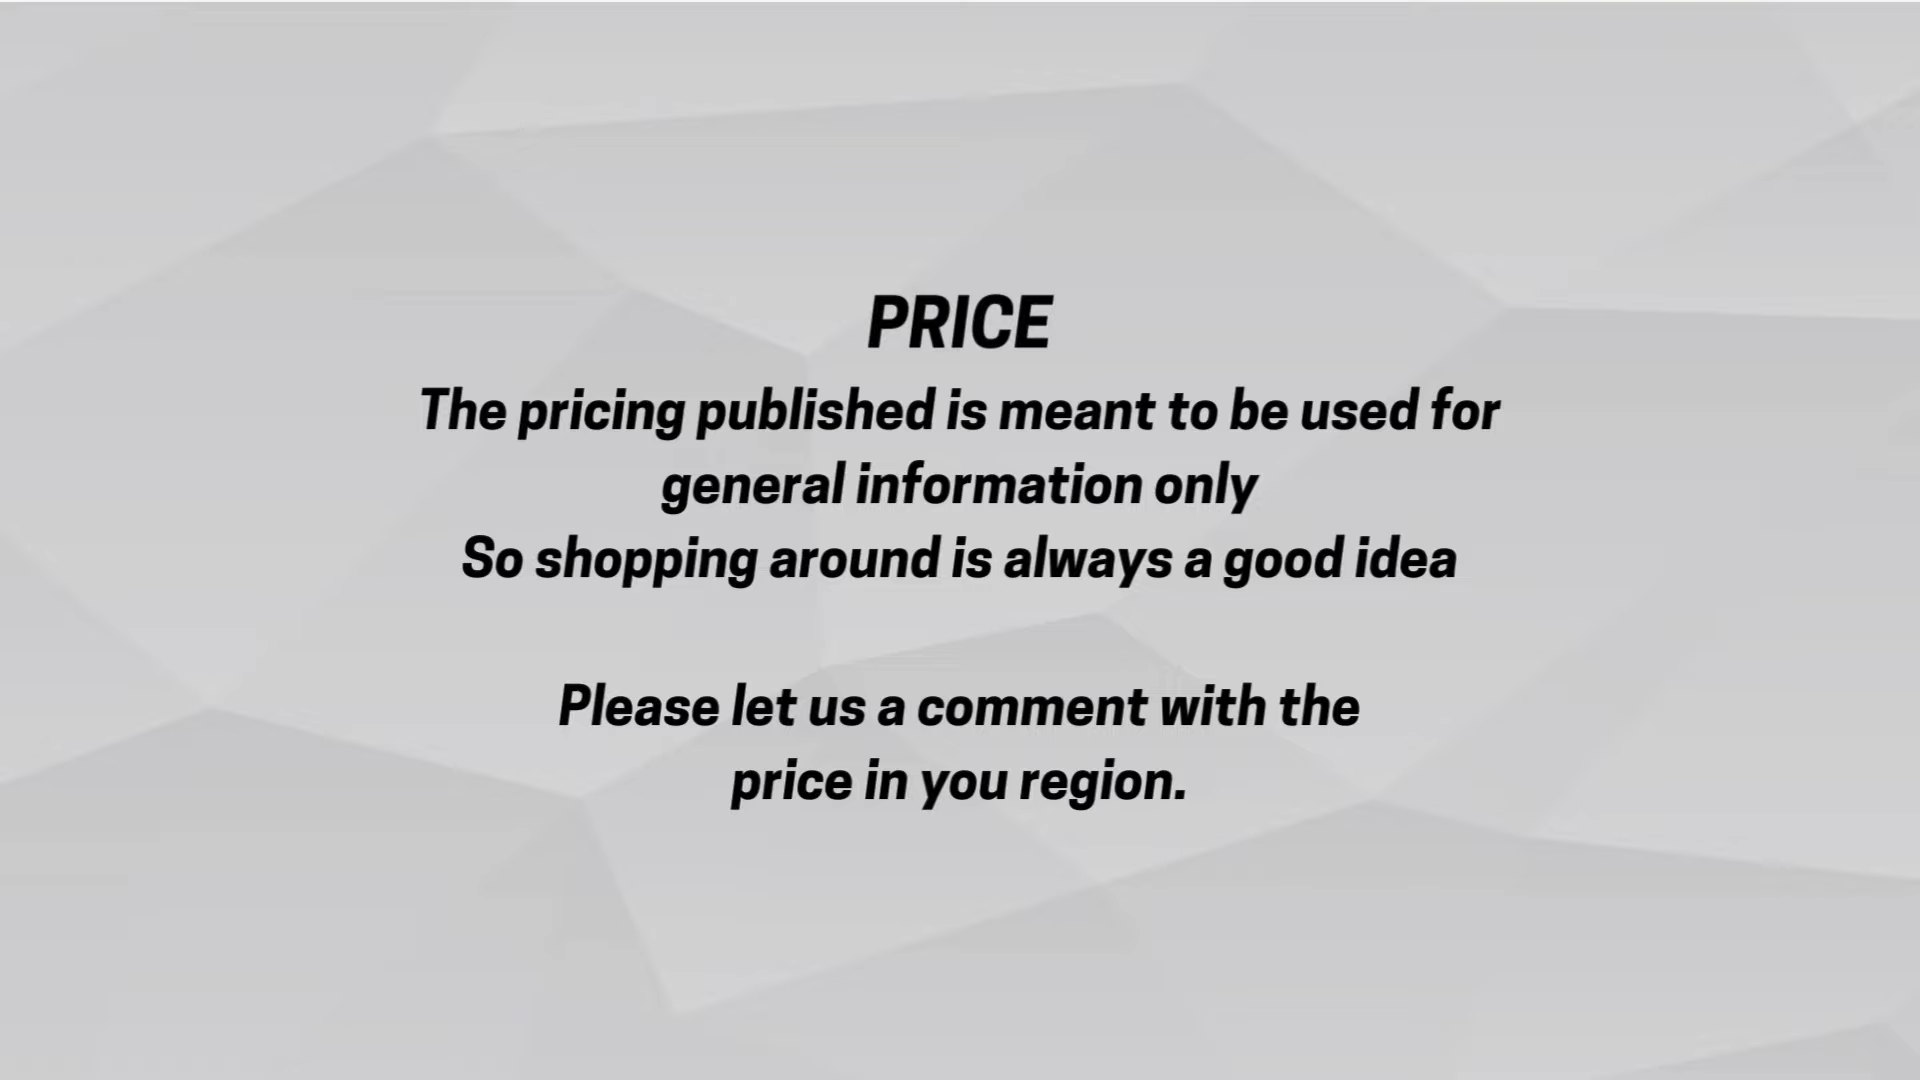 PRICE
The pricing published is meant to be used for
general information only
So shopping around is always a good idea
Please let us a comment with the
price in you region.